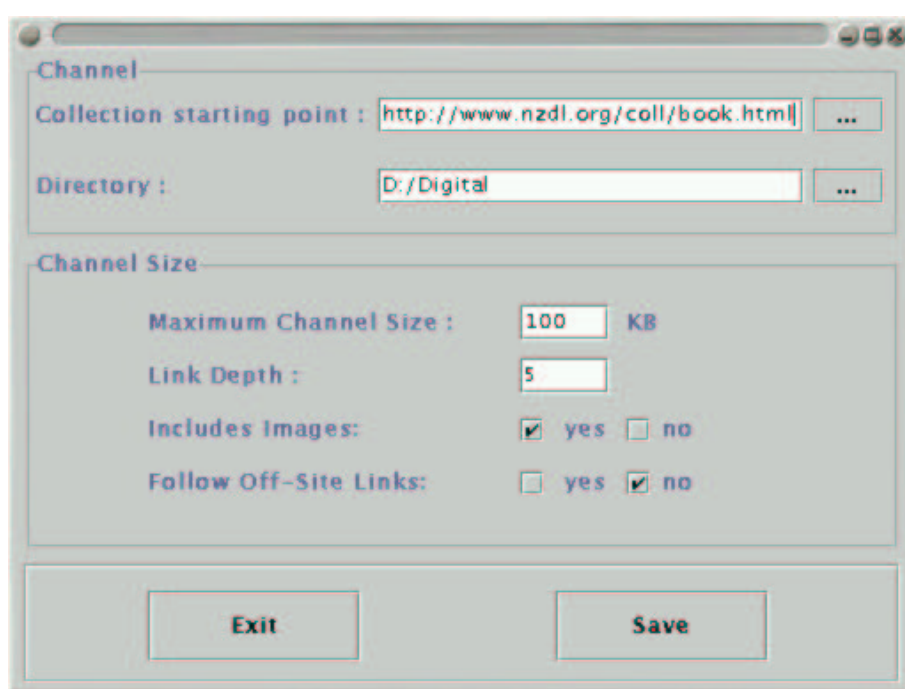 Channel
Collection starting point : http://www.nzdl.org/coll/book.html ...
Directory : D:/Digital ...
Channel Size
Maximum Channel Size : 100 KB
Link Depth : 5
Includes Images: yes no
Follow Off-Site Links: yes no
Exit Save